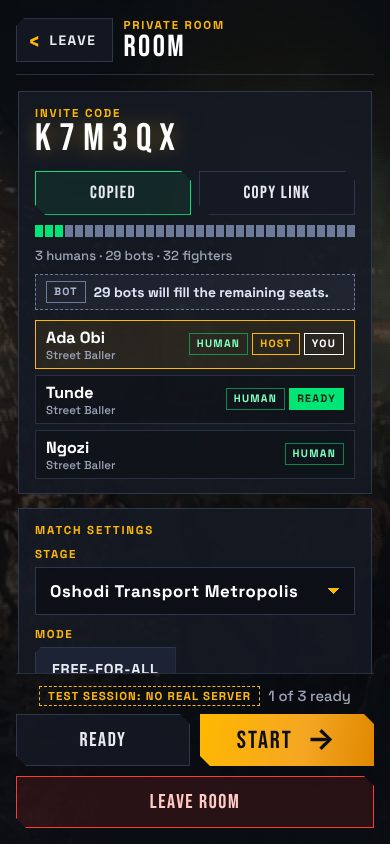 < LEAVE
PRIVATE ROOM
ROOM
INVITE CODE
K7M3QX
COPIED
COPY LINK
3 humans · 29 bots · 32 fighters
BOT 29 bots will fill the remaining seats.
Ada Obi
Street Baller
HUMAN HOST YOU
Tunde
Street Baller
HUMAN READY
Ngozi
Street Baller
HUMAN
MATCH SETTINGS
STAGE
Oshodi Transport Metropolis
MODE
FREE-FOR-ALL
TEST SESSION: NO REAL SERVER 1 of 3 ready
READY
START →
LEAVE ROOM